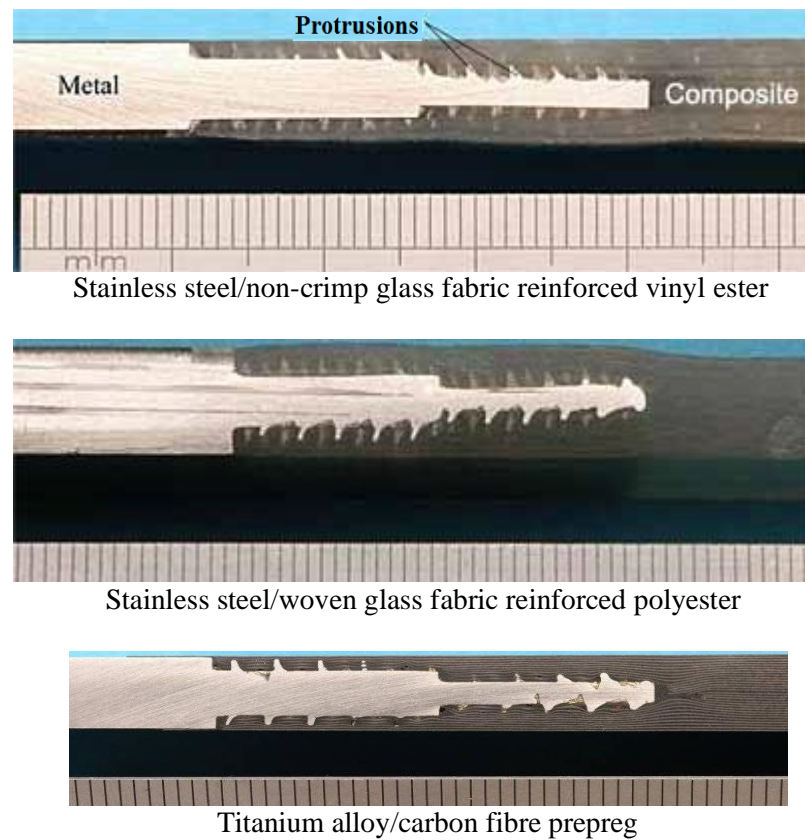 Protrusions
Metal
Composite
mm
Stainless steel/non-crimp glass fabric reinforced vinyl ester
Stainless steel/woven glass fabric reinforced polyester
Titanium alloy/carbon fibre prepreg